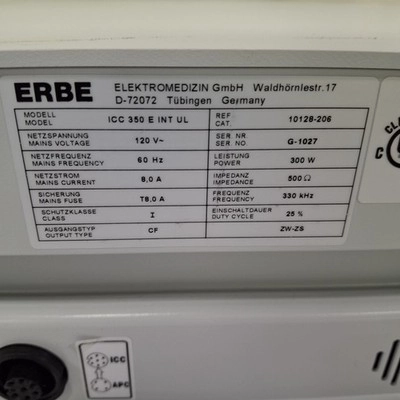 ERBE ELEKTROMEDIZIN GmbH Waldhörnlestr.17
D-72072 Tübingen Germany
MODELL
MODEL
ICC 350 E INT UL
REF.
CAT.
10128-206
NETZSPANNUNG
MAINS VOLTAGE
120 V~
SER. NR.
SER. NO.
G-1027
NETZFREQUENZ
MAINS FREQUENCY
60 Hz
LEISTUNG
POWER
300 W
NETZSTROM
MAINS CURRENT
8,0 A
IMPEDANZ
IMPEDANCE
500 Ω
SICHERUNG
MAINS FUSE
T8,0 A
FREQUENZ
FREQUENCY
330 kHz
SCHUTZKLASSE
CLASS
I
EINSCHALTDAUER
DUTY CYCLE
25 %
AUSGANGSTYP
OUTPUT TYPE
CF
ZW-ZS
C
ICC
APC